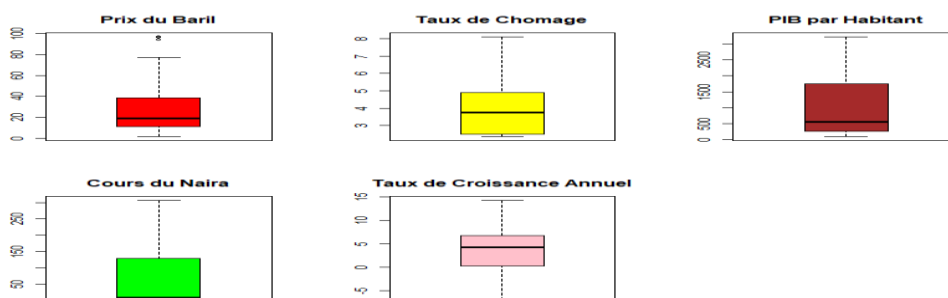 Prix du Baril
Taux de Chomage
PIB par Habitant
0 20 40 60 80 100
3 4 5 6 7 8
0 500 1500 2500
Cours du Naira
Taux de Croissance Annuel
50 150 250
-5 0 5 10 15